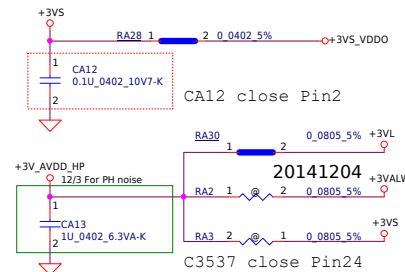 +3VS
RA28 1 2 0_0402_5%
+3VS_VDDO
1
CA12
0.1U_0402_10V7-K
2
CA12 close Pin2
RA30 1 2 0_0805_5% +3VL
20141204
+3V_AVDD_HP
12/3 For PH noise
RA2 1 @ 2 0_0805_5% +3VALW
1
CA13
1U_0402_6.3VA-K
2
RA3 2 @ 1 0_0805_5% +3VS
C3537 close Pin24